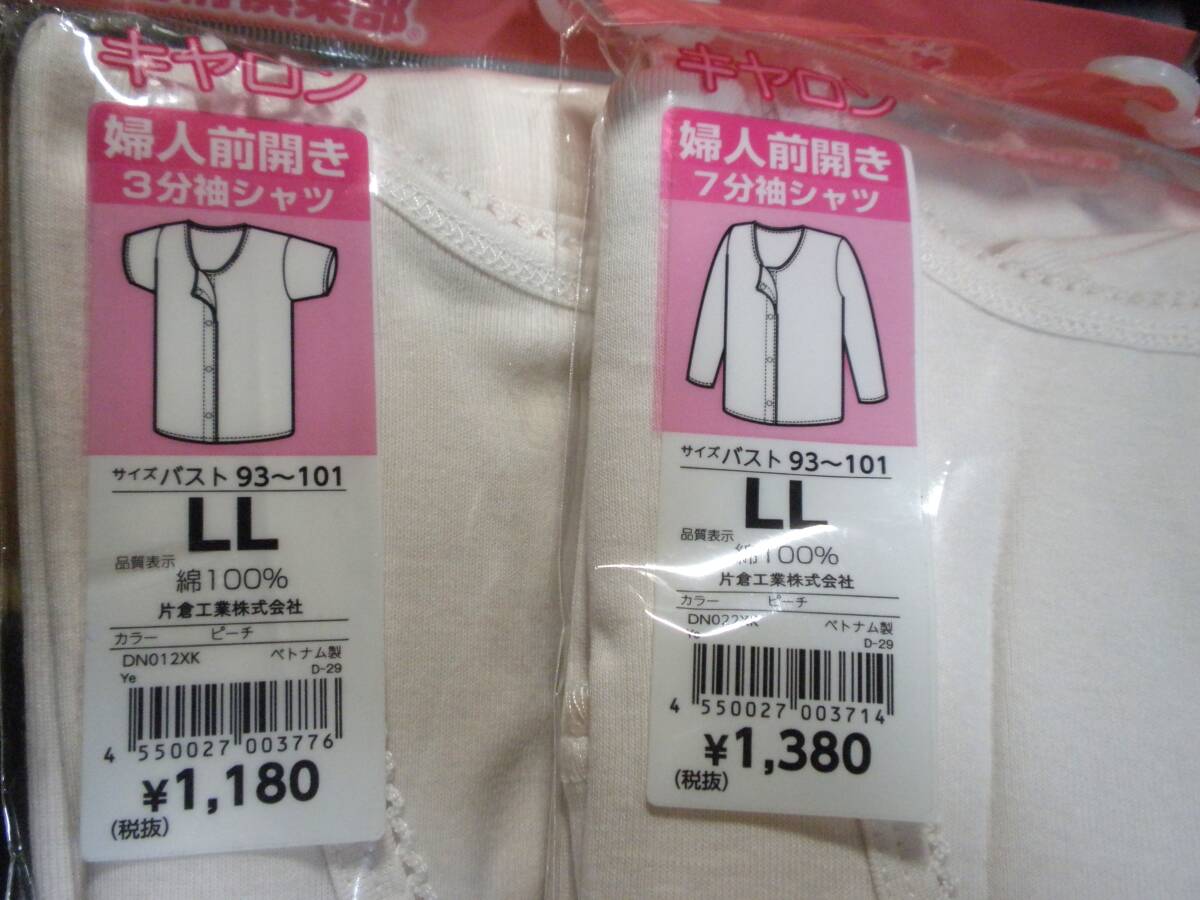 倶楽部
キャロン
婦人前開き
3分袖シャツ
サイズ バスト 93〜101
LL
品質表示
綿100%
片倉工業株式会社
カラー ピーチ
DN012XK ベトナム製
Ye D-29
4 550027 003776
¥1,180
(税抜)
キャロン
婦人前開き
7分袖シャツ
サイズ バスト 93〜101
LL
品質表示
綿100%
片倉工業株式会社
カラー ピーチ
DN022XK ベトナム製
Ye D-29
4 550027 003714
¥1,380
(税抜)